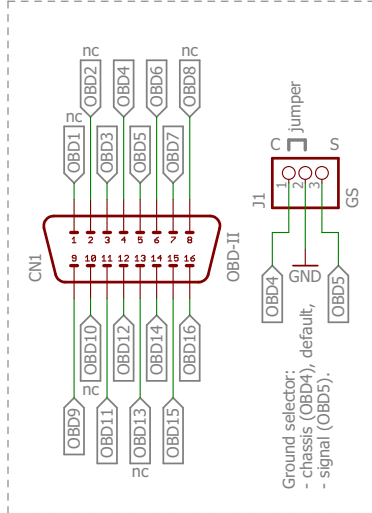 nc
nc
OBD2
OBD4
OBD6
OBD8
nc
OBD1
OBD3
OBD5
OBD7
1 2 3 4 5 6 7 8
9 10 11 12 13 14 15 16
CN1
OBD-II
OBD10
OBD12
OBD14
OBD16
nc
OBD9
OBD11
OBD13
OBD15
nc
jumper
C
S
1 2 3
J1
GS
OBD4
GND
OBD5
Ground selector:
- chassis (OBD4), default,
- signal (OBD5).